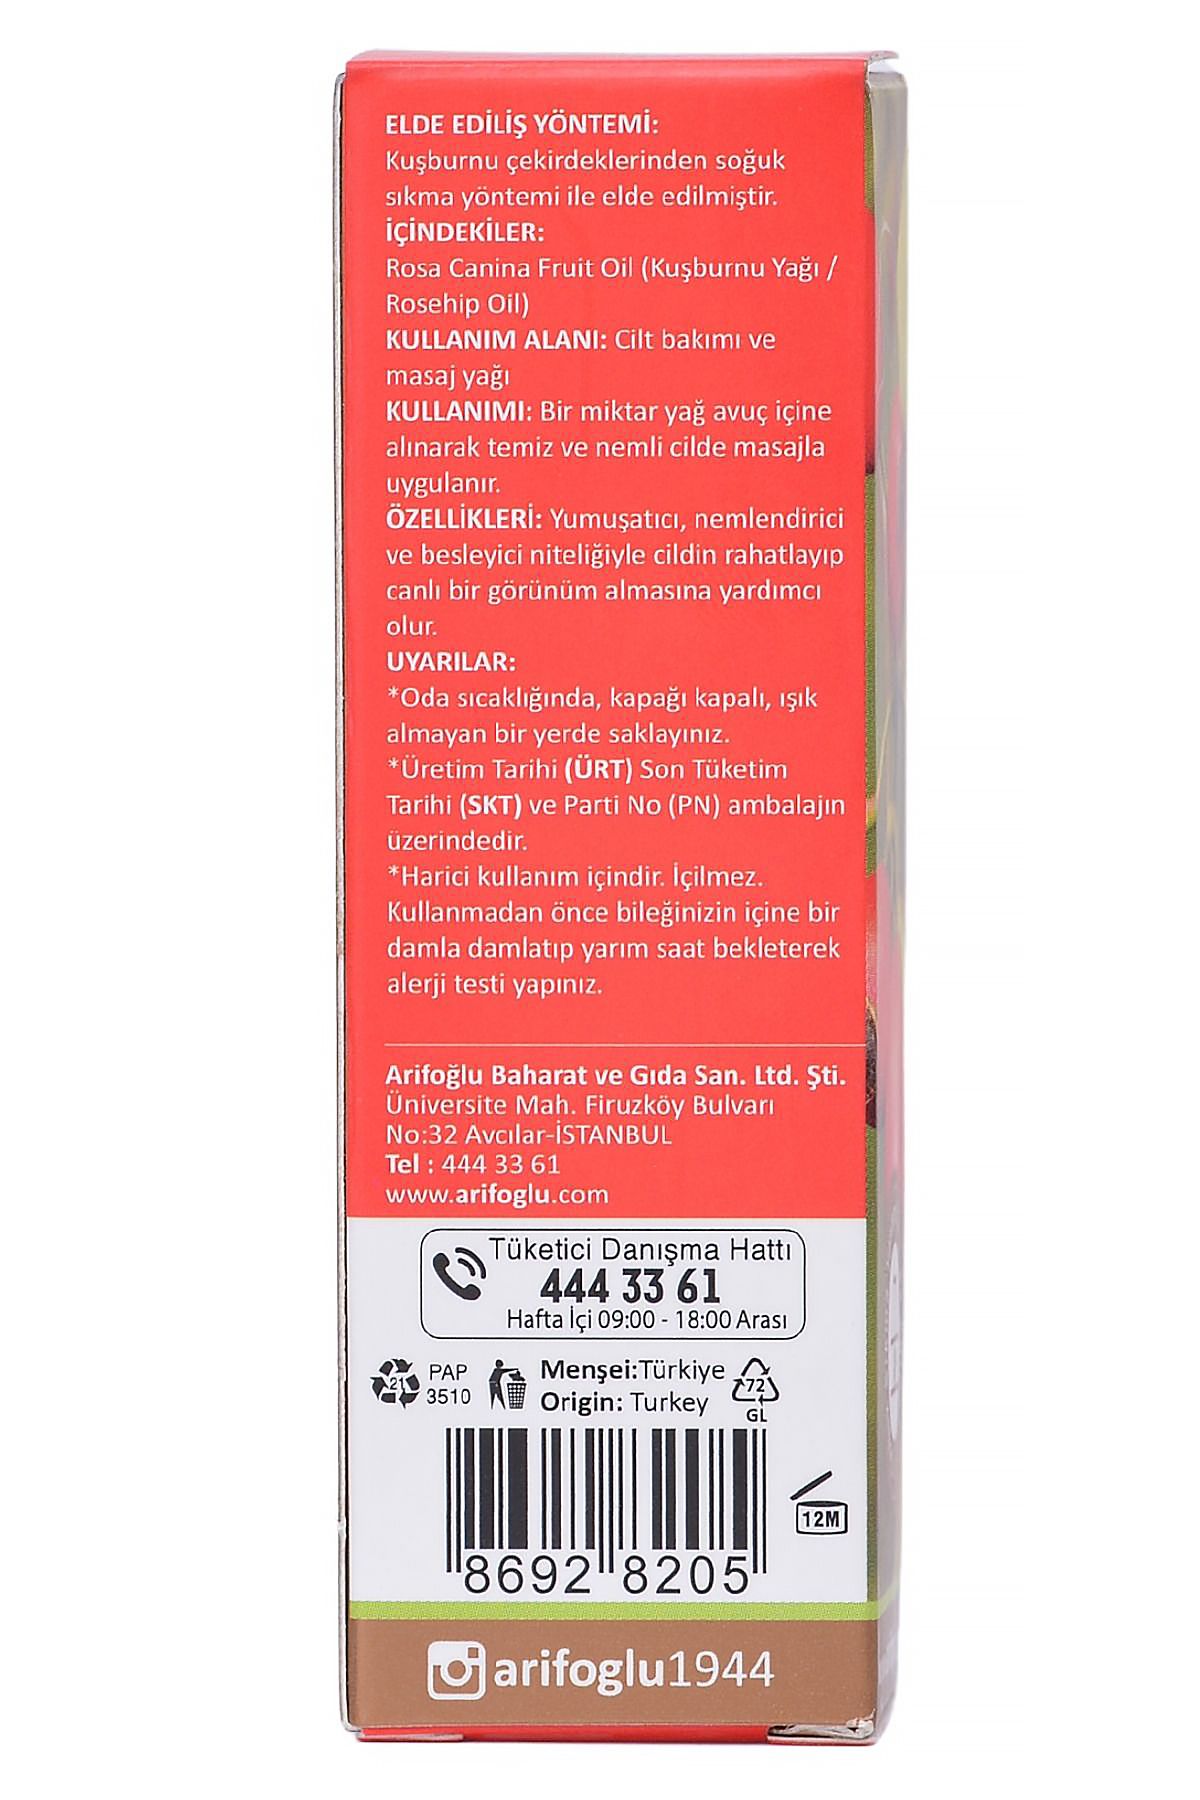 ELDE EDİLİŞ YÖNTEMİ:
Kuşburnu çekirdeklerinden soğuk
sıkma yöntemi ile elde edilmiştir.
İÇİNDEKİLER:
Rosa Canina Fruit Oil (Kuşburnu Yağı /
Rosehip Oil)
KULLANIM ALANI: Cilt bakımı ve
masaj yağı
KULLANIMI: Bir miktar yağ avuç içine
alınarak temiz ve nemli cilde masajla
uygulanır.
ÖZELLİKLERİ: Yumuşatıcı, nemlendirici
ve besleyici niteliğiyle cildin rahatlayıp
canlı bir görünüm almasına yardımcı
olur.
UYARILAR:
*Oda sıcaklığında, kapağı kapalı, ışık
almayan bir yerde saklayınız.
*Üretim Tarihi (ÜRT) Son Tüketim
Tarihi (SKT) ve Parti No (PN) ambalajın
üzerindedir.
*Harici kullanım içindir. İçilmez.
Kullanmadan önce bileğinizin içine bir
damla damlatıp yarım saat bekleterek
alerji testi yapınız.
Arifoğlu Baharat ve Gıda San. Ltd. Şti.
Üniversite Mah. Firuzköy Bulvarı
No:32 Avcılar-İSTANBUL
Tel : 444 33 61
www.arifoglu.com
Tüketici Danışma Hattı
444 33 61
Hafta İçi 09:00 - 18:00 Arası
21 PAP 3510
Menşei:Türkiye
Origin: Turkey
72 GL
12M
8692 8205
arifoglu1944